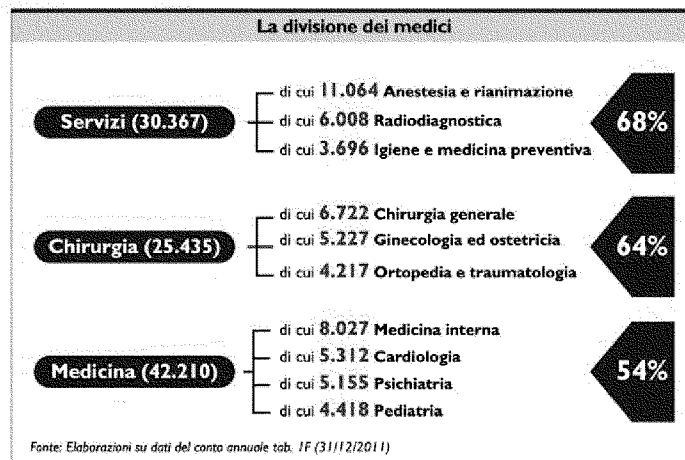 La divisione dei medici
Servizi (30.367)
di cui 11.064 Anestesia e rianimazione
di cui 6.008 Radiodiagnostica
di cui 3.696 Igiene e medicina preventiva
68%
Chirurgia (25.435)
di cui 6.722 Chirurgia generale
di cui 5.227 Ginecologia ed ostetricia
di cui 4.217 Ortopedia e traumatologia
64%
Medicina (42.210)
di cui 8.027 Medicina interna
di cui 5.312 Cardiologia
di cui 5.155 Psichiatria
di cui 4.418 Pediatria
54%
Fonte: Elaborazioni su dati del conto annuale tab. 1F (31/12/2011)